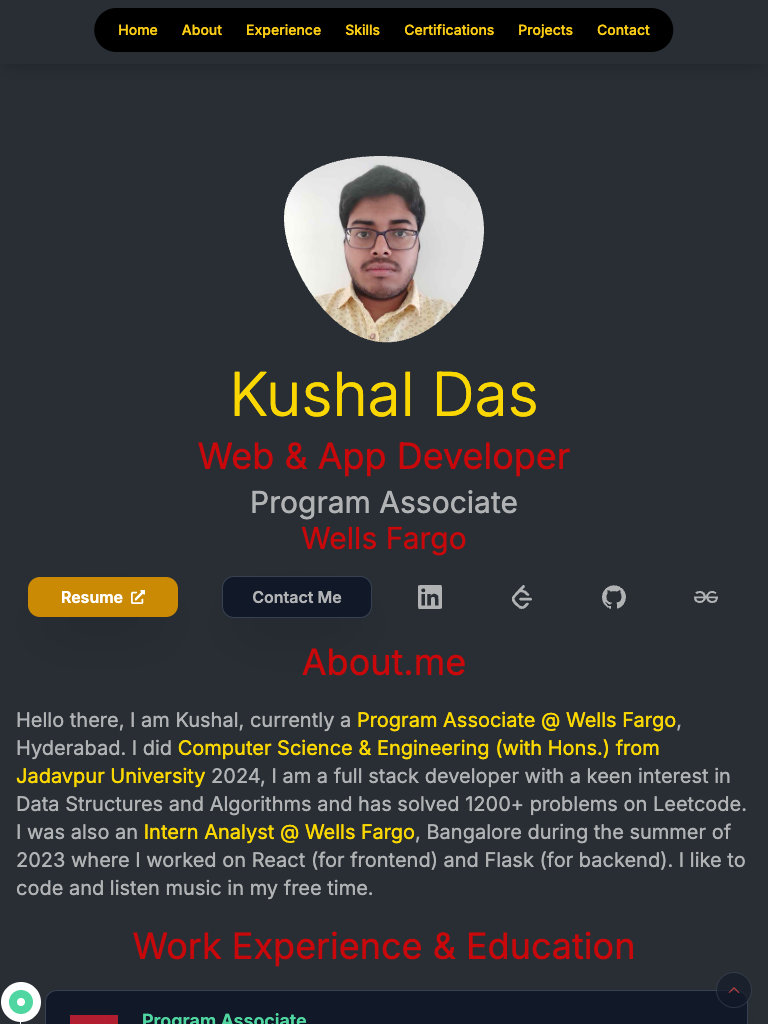 Home About Experience Skills Certifications Projects Contact
Kushal Das
Web & App Developer
Program Associate
Wells Fargo
Resume
Contact Me
About.me
Hello there, I am Kushal, currently a Program Associate @ Wells Fargo,
Hyderabad. I did Computer Science & Engineering (with Hons.) from
Jadavpur University 2024, I am a full stack developer with a keen interest in
Data Structures and Algorithms and has solved 1200+ problems on Leetcode.
I was also an Intern Analyst @ Wells Fargo, Bangalore during the summer of
2023 where I worked on React (for frontend) and Flask (for backend). I like to
code and listen music in my free time.
Work Experience & Education
Program Associate